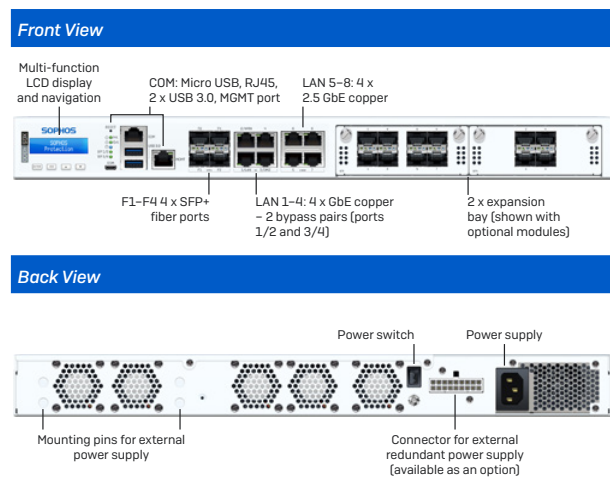 Front View
Multi-function
LCD display
and navigation
COM: Micro USB, RJ45,
2 x USB 3.0, MGMT port
LAN 5–8: 4 x
2.5 GbE copper
SOPHOS
SOPHOS
Protection
F1–F4 4 x SFP+
fiber ports
LAN 1–4: 4 x GbE copper
– 2 bypass pairs (ports
1/2 and 3/4)
2 x expansion
bay (shown with
optional modules)
Back View
Power switch
Power supply
Mounting pins for external
power supply
Connector for external
redundant power supply
(available as an option)